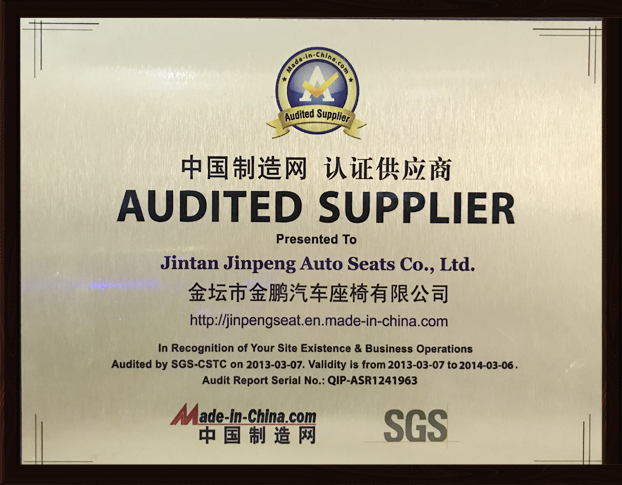 Made-in-China.com
Audited Supplier
中国制造网 认证供应商
AUDITED SUPPLIER
Presented To
Jintan Jinpeng Auto Seats Co., Ltd.
金坛市金鹏汽车座椅有限公司
http://jinpengseat.en.made-in-china.com
In Recognition of Your Site Existence & Business Operations
Audited by SGS-CSTC on 2013-03-07. Validity is from 2013-03-07 to 2014-03-06.
Audit Report Serial No.: QIP-ASR1241963
Made-in-China.com
中国制造网
SGS